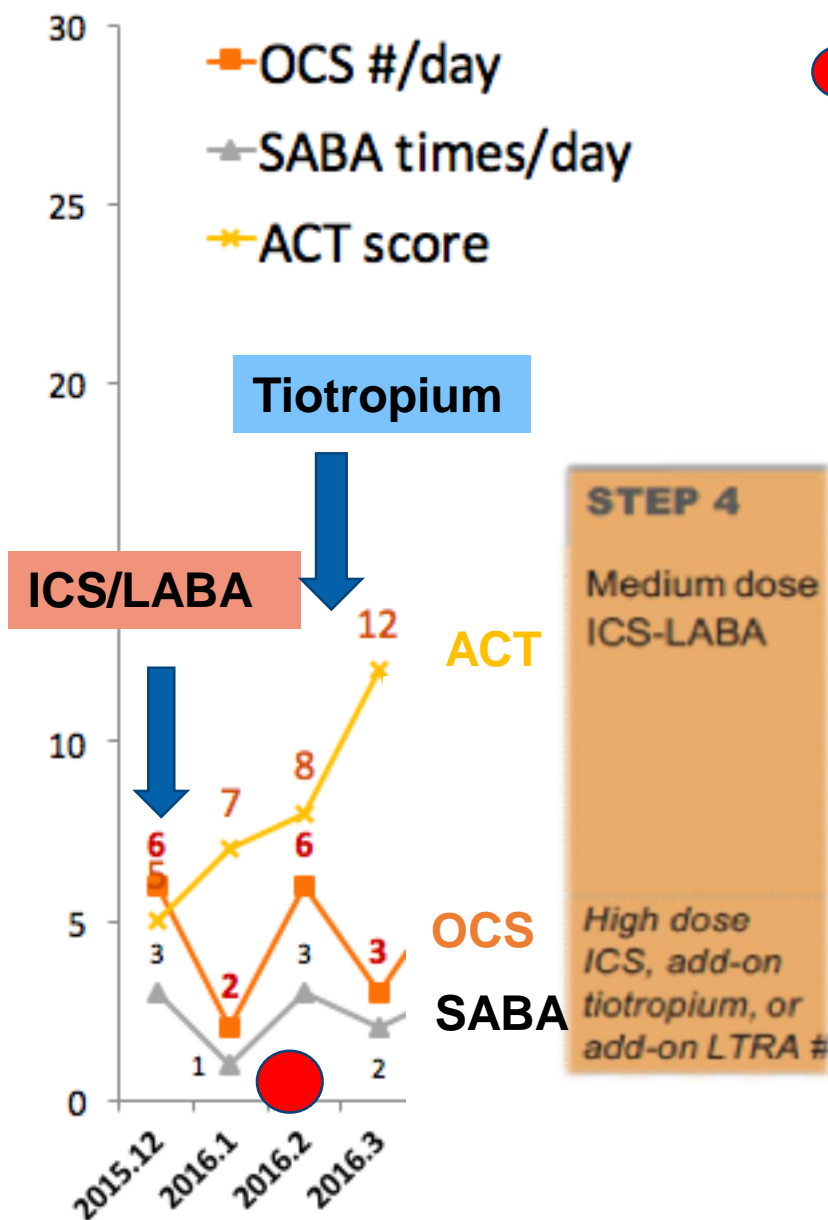 30
OCS #/day
SABA times/day
25
ACT score
20
Tiotropium
STEP 4
Medium dose
ICS-LABA
ICS/LABA
12
ACT
10
8
7
6
6
5
5
OCS
High dose
ICS, add-on
tiotropium, or
add-on LTRA #
3
3
3
2
SABA
1
2
0
2015.12
2016.1
2016.2
2016.3